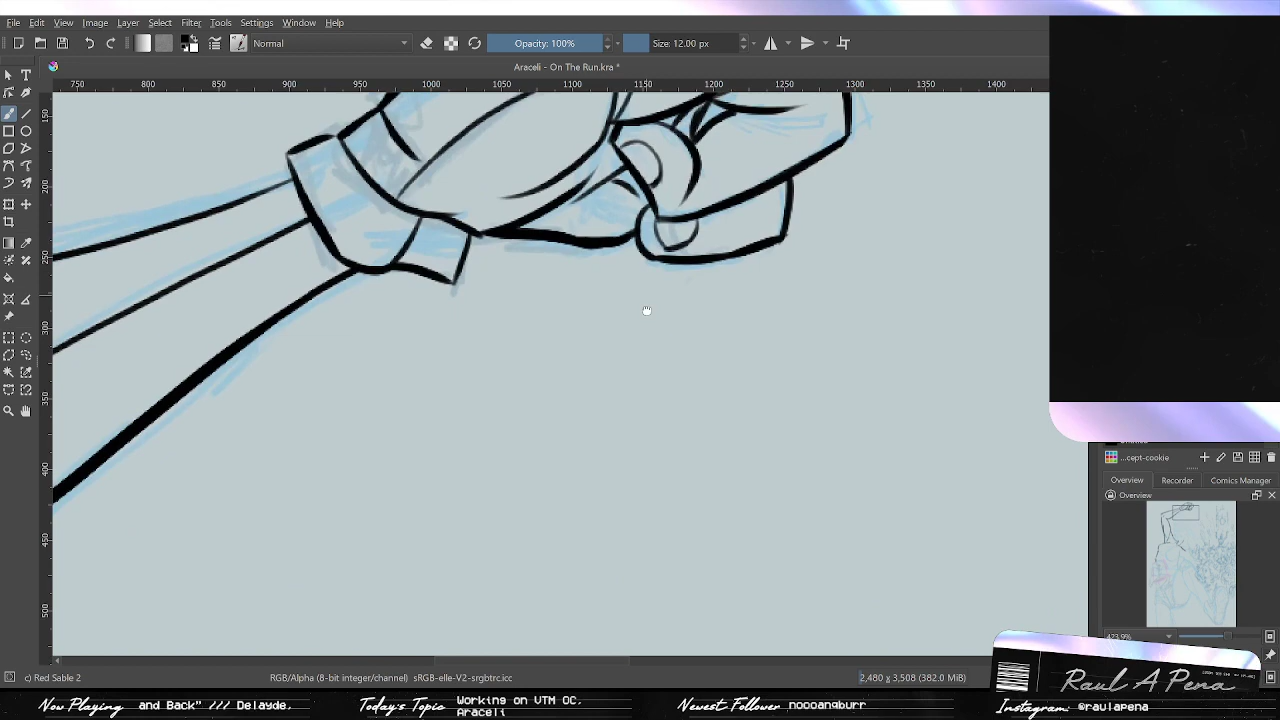 File Edit View Image Layer Select Filter Tools Settings Window Help
Normal Opacity: 100% Size: 12.00 px
Araceli - On The Run.kra *
750 800 850 900 950 1000 1050 1100 1150 1200 1250 1300 1350 1400
150
200
250
300
350
400
450
500
...cept-cookie
Overview Recorder Comics Manager
Overview
423.9%
c) Red Sable 2 RGB/Alpha (8-bit integer/channel) sRGB-elle-V2-srgbtrc.icc 2,480 x 3,508 (382.0 MiB)
Raul A Pena
Now Playing and Back" /// Delayde, Today's Topic Working on VTM OC, Araceli Newest Follower noooangburr Instagram: @raulapena